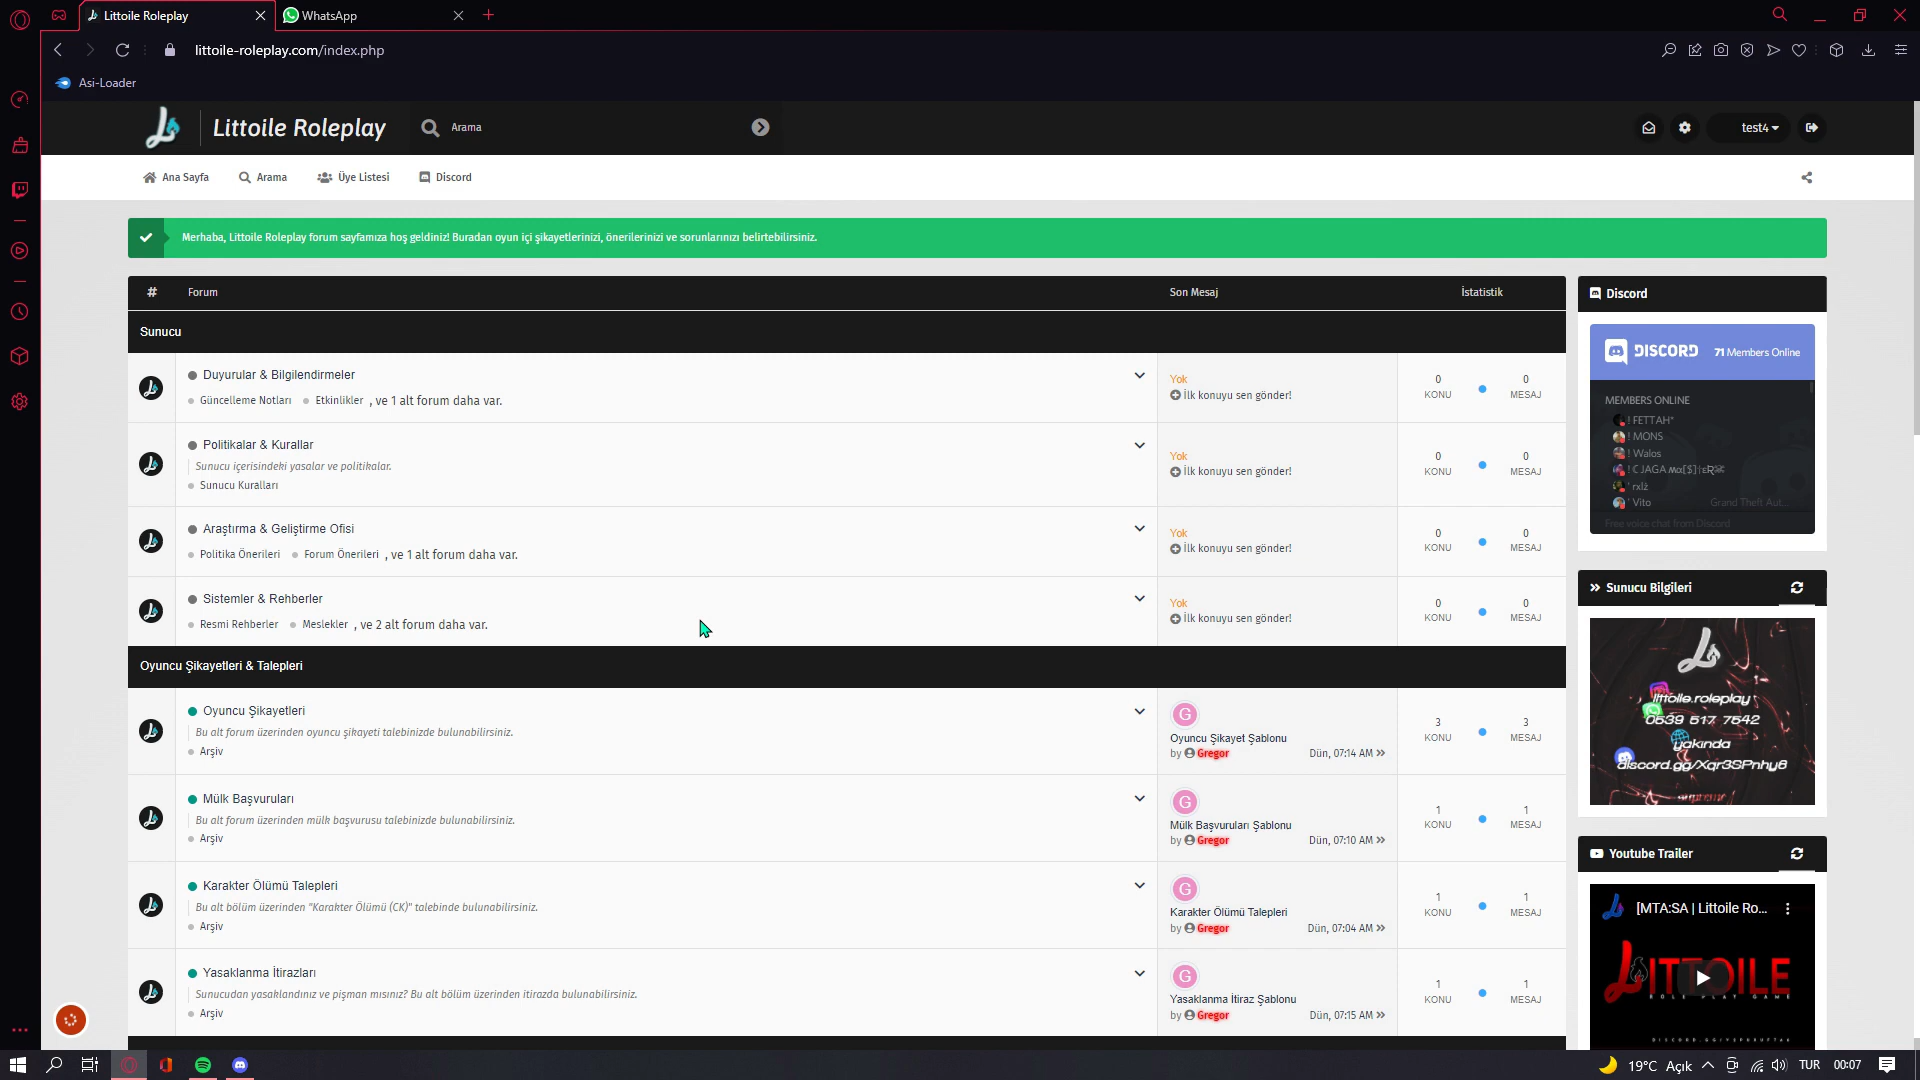 Littoile Roleplay
WhatsApp
littoile-roleplay.com/index.php
Asi-Loader
Littoile Roleplay
Arama
test4
Ana Sayfa
Arama
Üye Listesi
Discord
Merhaba, Littoile Roleplay forum sayfamıza hoş geldiniz! Buradan oyun içi şikayetlerinizi, önerilerinizi ve sorunlarınızı belirtebilirsiniz.
# Forum Son Mesaj İstatistik
Sunucu
Duyurular & Bilgilendirmeler
Güncelleme Notları Etkinlikler , ve 1 alt forum daha var.
Yok
İlk konuyu sen gönder!
0 0
KONU MESAJ
Politikalar & Kurallar
Sunucu içerisindeki yasalar ve politikalar.
Sunucu Kuralları
Yok
İlk konuyu sen gönder!
0 0
KONU MESAJ
Araştırma & Geliştirme Ofisi
Politika Önerileri Forum Önerileri , ve 1 alt forum daha var.
Yok
İlk konuyu sen gönder!
0 0
KONU MESAJ
Sistemler & Rehberler
Resmi Rehberler Meslekler , ve 2 alt forum daha var.
Yok
İlk konuyu sen gönder!
0 0
KONU MESAJ
Oyuncu Şikayetleri & Talepleri
Oyuncu Şikayetleri
Bu alt forum üzerinden oyuncu şikayeti talebinizde bulunabilirsiniz.
Arşiv
G
Oyuncu Şikayet Şablonu
by Gregor Dün, 07:14 AM
3 3
KONU MESAJ
Mülk Başvuruları
Bu alt forum üzerinden mülk başvurusu talebinizde bulunabilirsiniz.
Arşiv
G
Mülk Başvuruları Şablonu
by Gregor Dün, 07:10 AM
1 1
KONU MESAJ
Karakter Ölümü Talepleri
Bu alt bölüm üzerinden "Karakter Ölümü (CK)" talebinde bulunabilirsiniz.
Arşiv
G
Karakter Ölümü Talepleri
by Gregor Dün, 07:04 AM
1 1
KONU MESAJ
Yasaklanma İtirazları
Sunucudan yasaklandınız ve pişman mısınız? Bu alt bölüm üzerinden itirazda bulunabilirsiniz.
Arşiv
G
Yasaklanma İtiraz Şablonu
by Gregor Dün, 07:15 AM
1 1
KONU MESAJ
Discord
DISCORD 71 Members Online
MEMBERS ONLINE
! FETTAH*
! MONS
! Walos
' rxlż
' Vito Grand Theft Aut...
Free voice chat from Discord
Sunucu Bilgileri
littoile.roleplay
0539 517 7542
yakında
discord.gg/Xqr3SPnhy6
Youtube Trailer
[MTA:SA | Littoile Ro...
LITTOILE
ROLE PLAY GAME
19°C Açık
TUR
00:07